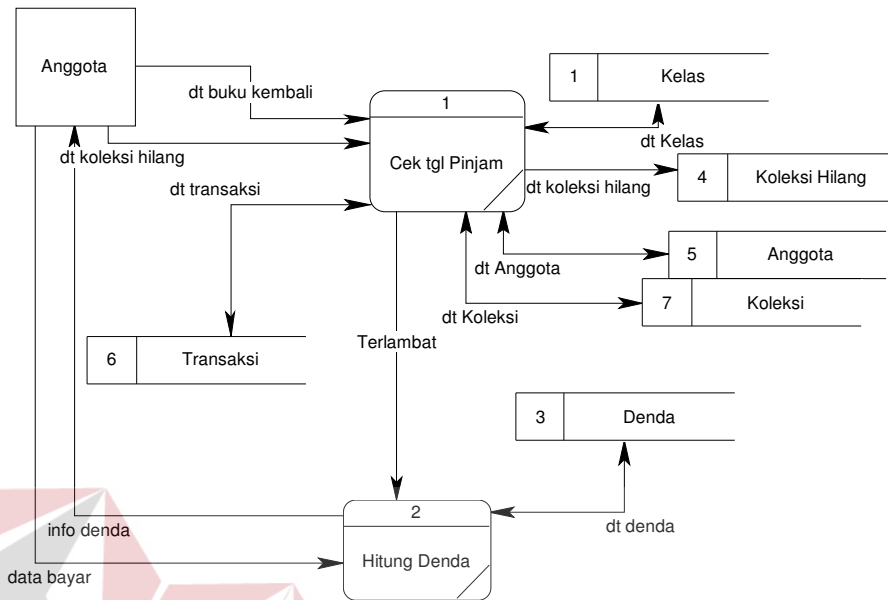 Anggota
dt buku kembali
1
Cek tgl Pinjam
1
Kelas
dt Kelas
dt koleksi hilang
dt koleksi hilang
4
Koleksi Hilang
dt transaksi
dt Anggota
5
Anggota
dt Koleksi
7
Koleksi
Terlambat
6
Transaksi
3
Denda
dt denda
2
Hitung Denda
info denda
data bayar